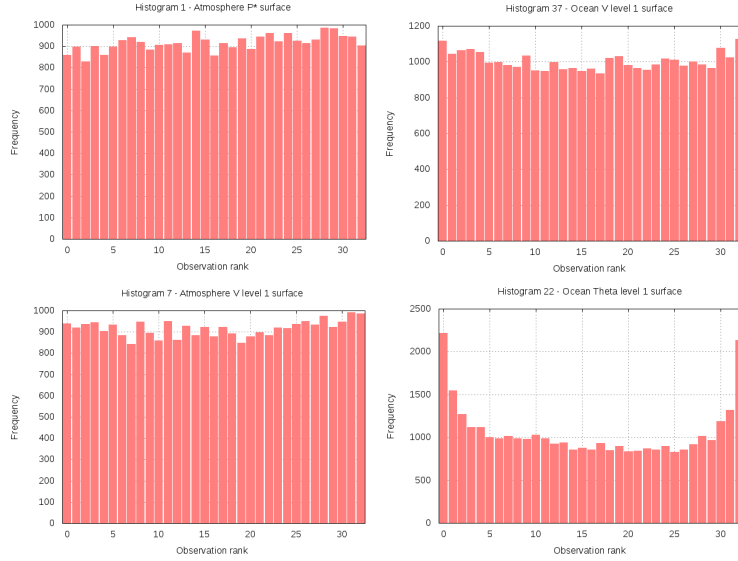 Histogram 1 - Atmosphere P* surface
1000
900
800
700
600
500
400
300
200
100
0
Frequency
0 5 10 15 20 25 30
Observation rank
Histogram 37 - Ocean V level 1 surface
1200
1000
800
600
400
200
0
Frequency
0 5 10 15 20 25 30
Observation rank
Histogram 7 - Atmosphere V level 1 surface
1000
900
800
700
600
500
400
300
200
100
0
Frequency
0 5 10 15 20 25 30
Observation rank
Histogram 22 - Ocean Theta level 1 surface
2500
2000
1500
1000
500
0
Frequency
0 5 10 15 20 25 30
Observation rank